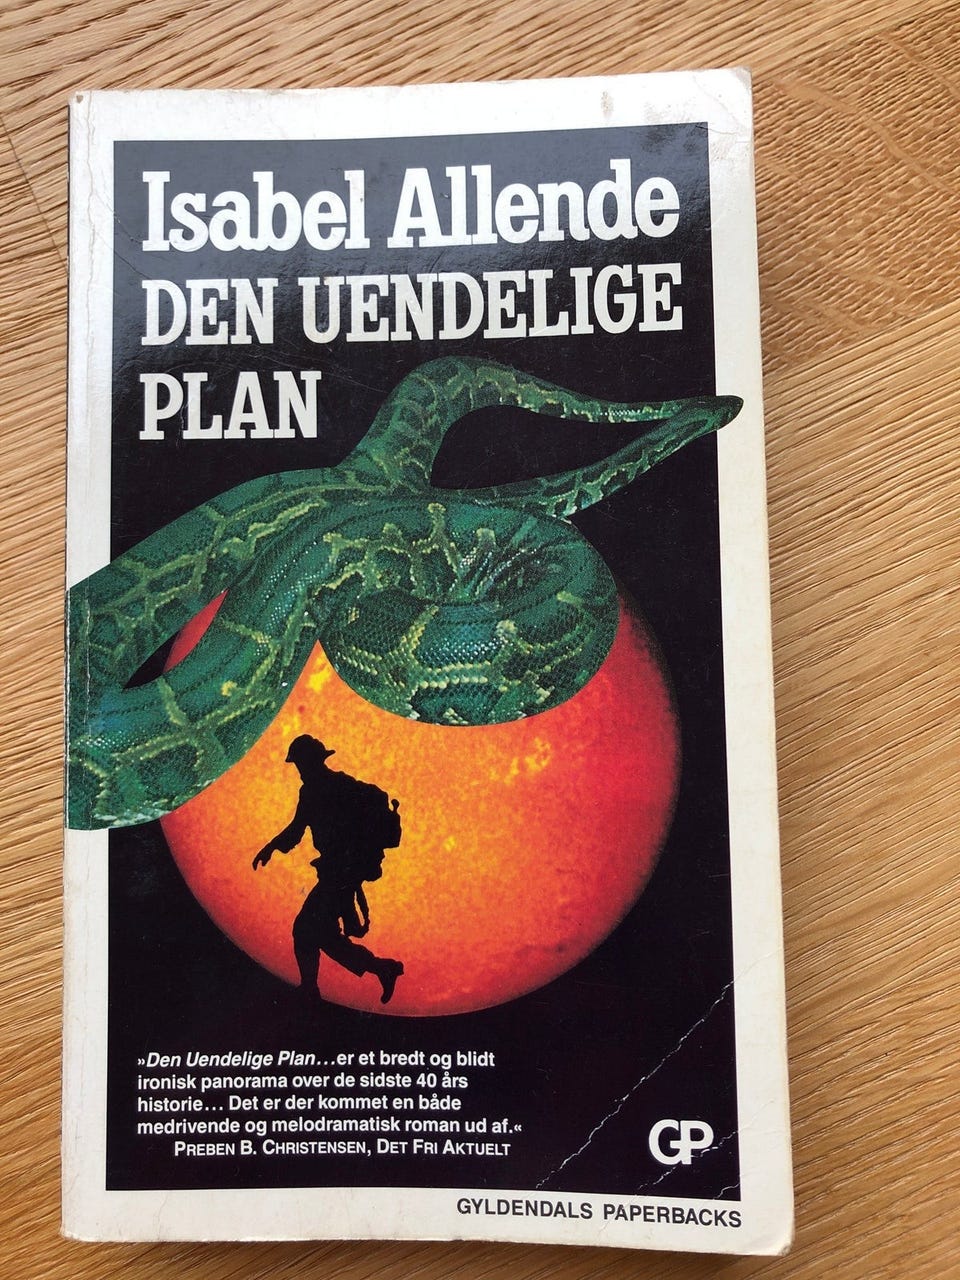 Isabel Allende
DEN UENDELIGE
PLAN
»Den Uendelige Plan...er et bredt og blidt
ironisk panorama over de sidste 40 års
historie... Det er der kommet en både
medrivende og melodramatisk roman ud af.«
PREBEN B. CHRISTENSEN, DET FRI AKTUELT
GP
GYLDENDALS PAPERBACKS